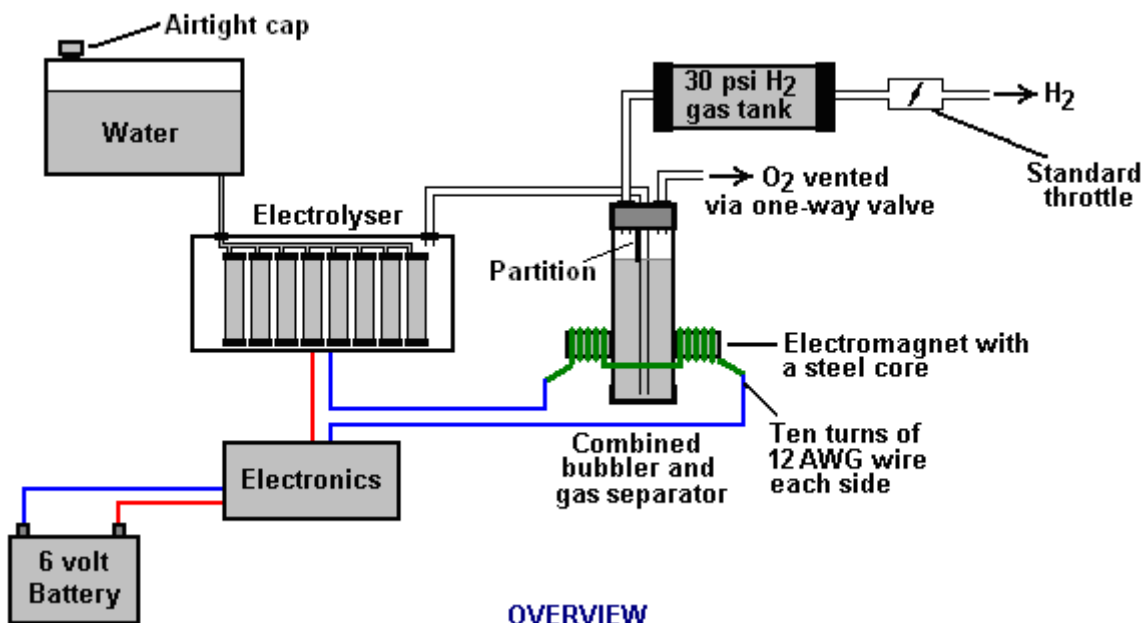 Airtight cap
Water
30 psi H2
gas tank
H2
Standard
throttle
O2 vented
via one-way valve
Electrolyser
Partition
Electromagnet with
a steel core
Combined
bubbler and
gas separator
Ten turns of
12 AWG wire
each side
Electronics
6 volt
Battery
OVERVIEW